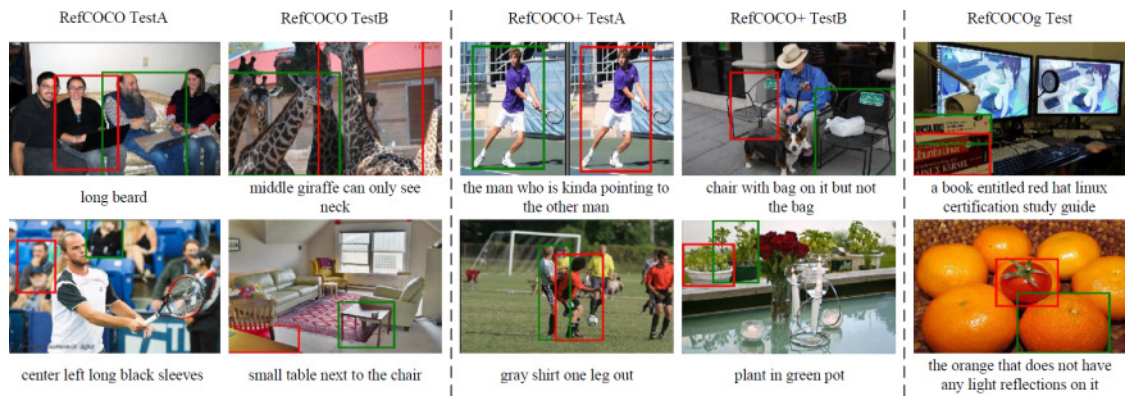 RefCOCO TestA
RefCOCO TestB
RefCOCO+ TestA
RefCOCO+ TestB
RefCOCOg Test
long beard
middle giraffe can only see
neck
the man who is kinda pointing to
the other man
chair with bag on it but not
the bag
Ubuntu Linux
KERNEL
a book entitled red hat linux
certification study guide
center left long black sleeves
small table next to the chair
gray shirt one leg out
plant in green pot
the orange that does not have
any light reflections on it